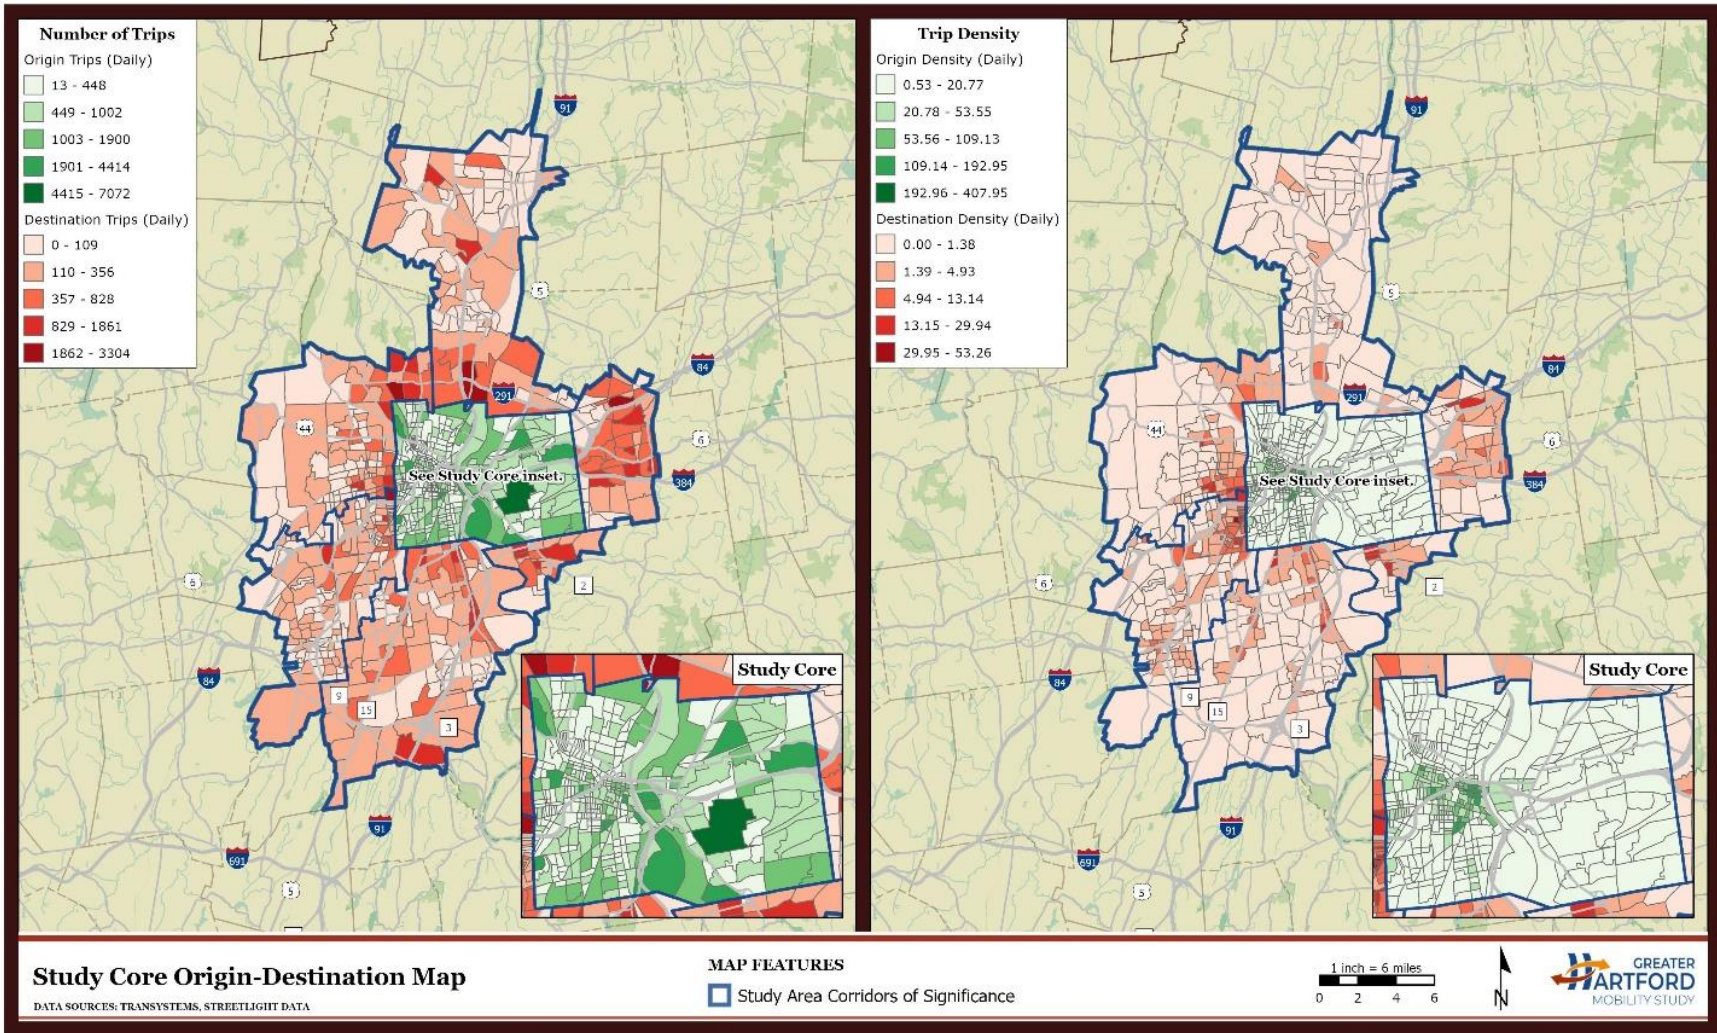 Number of Trips
Origin Trips (Daily)
13 - 448
449 - 1002
1003 - 1900
1901 - 4414
4415 - 7072
Destination Trips (Daily)
0 - 109
110 - 356
357 - 828
829 - 1861
1862 - 3304
91
5
84
291
44
6
See Study Core inset.
384
6
2
84
9
15
3
91
691
5
Study Core
Trip Density
Origin Density (Daily)
0.53 - 20.77
20.78 - 53.55
53.56 - 109.13
109.14 - 192.95
192.96 - 407.95
Destination Density (Daily)
0.00 - 1.38
1.39 - 4.93
4.94 - 13.14
13.15 - 29.94
29.95 - 53.26
91
5
84
291
44
6
See Study Core inset.
384
6
2
84
9
15
3
91
691
5
Study Core
Study Core Origin-Destination Map
DATA SOURCES: TRANSYSTEMS, STREETLIGHT DATA
MAP FEATURES
Study Area Corridors of Significance
1 inch = 6 miles
0 2 4 6
N
GREATER
HARTFORD
MOBILITY STUDY